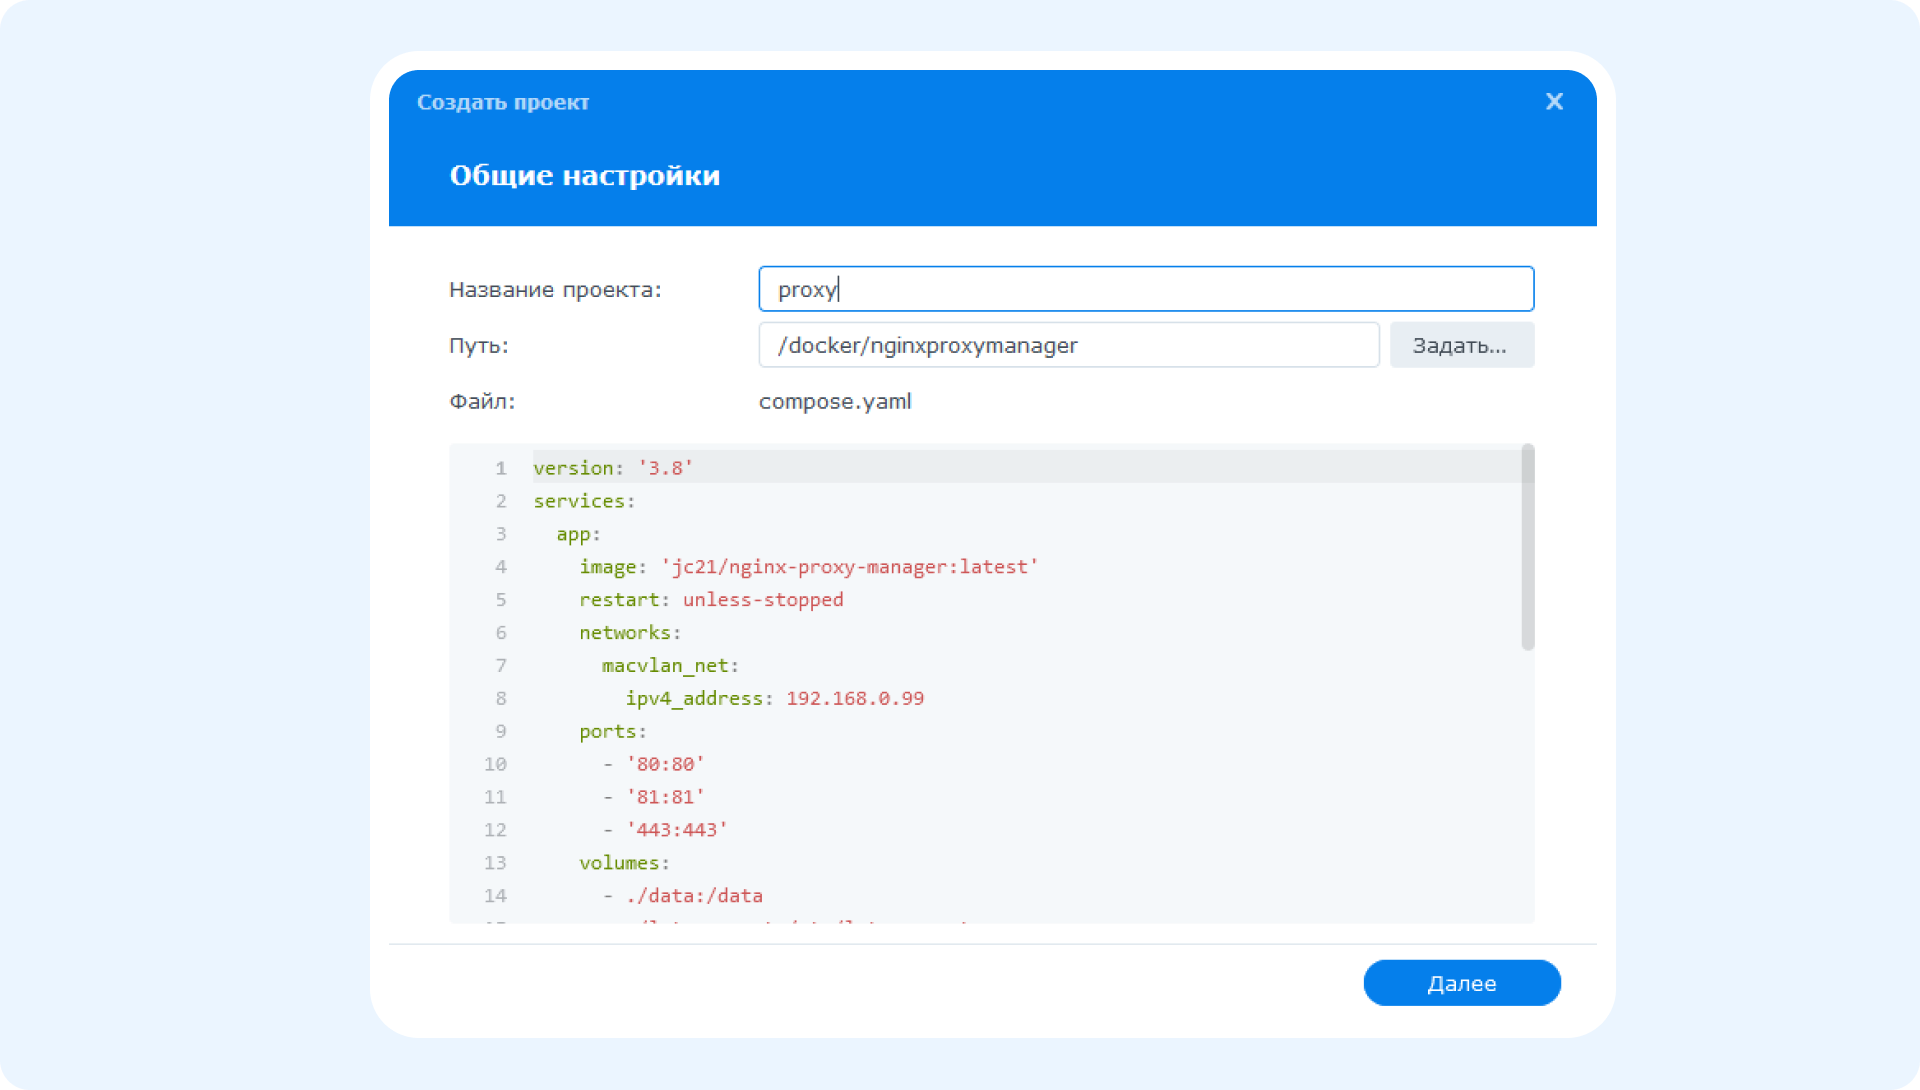 Создать проект
Общие настройки
Название проекта: proxy
Путь: /docker/nginxproxymanager Задать...
Файл: compose.yaml
1 version: '3.8'
2 services:
3   app:
4     image: 'jc21/nginx-proxy-manager:latest'
5     restart: unless-stopped
6     networks:
7       macvlan_net:
8         ipv4_address: 192.168.0.99
9     ports:
10       - '80:80'
11       - '81:81'
12       - '443:443'
13     volumes:
14       - ./data:/data
Далее